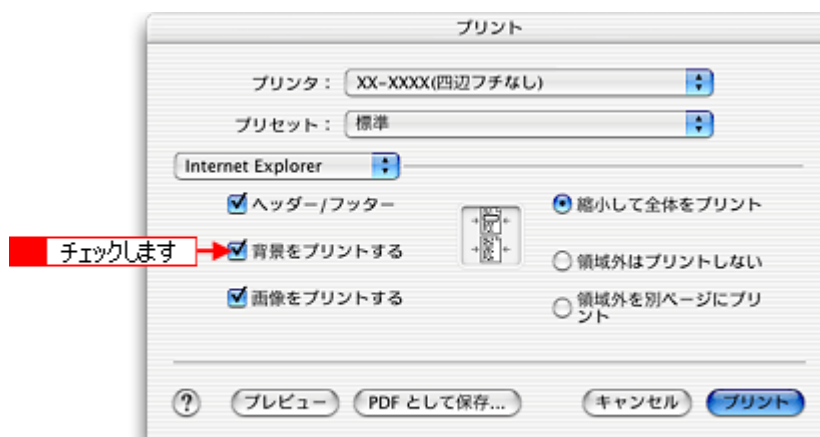 プリント
プリンタ： XX-XXXX(四辺フチなし)
プリセット： 標準
Internet Explorer
ヘッダー/フッター
縮小して全体をプリント
チェックします
背景をプリントする
領域外はプリントしない
画像をプリントする
領域外を別ページにプリ
ント
?
プレビュー
PDF として保存...
キャンセル
プリント